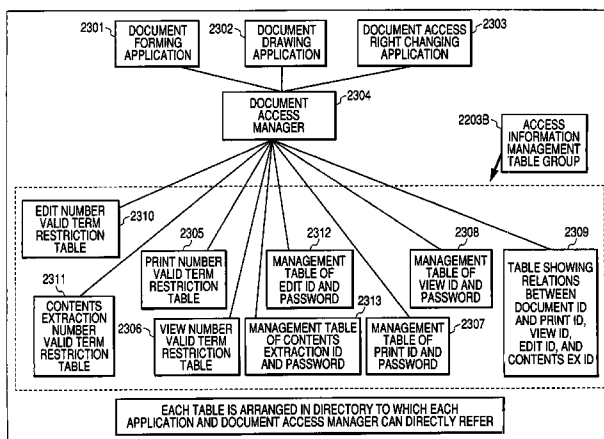 2301
DOCUMENT
FORMING
APPLICATION
2302
DOCUMENT
DRAWING
APPLICATION
2303
DOCUMENT ACCESS
RIGHT CHANGING
APPLICATION
DOCUMENT
ACCESS
MANAGER
2304
2203B
ACCESS
INFORMATION
MANAGEMENT
TABLE GROUP
EDIT NUMBER
VALID TERM
RESTRICTION
TABLE
2310
2311
CONTENTS
EXTRACTION
NUMBER
VALID TERM
RESTRICTION
TABLE
2305
PRINT NUMBER
VALID TERM
RESTRICTION
TABLE
2306
VIEW NUMBER
VALID TERM
RESTRICTION
TABLE
2312
MANAGEMENT
TABLE OF
EDIT ID AND
PASSWORD
2313
MANAGEMENT TABLE
OF CONTENTS
EXTRACTION ID
AND PASSWORD
2308
MANAGEMENT
TABLE OF
VIEW ID AND
PASSWORD
MANAGEMENT
TABLE OF
PRINT ID AND
PASSWORD
2307
2309
TABLE SHOWING
RELATIONS
BETWEEN
DOCUMENT ID
AND PRINT ID,
VIEW ID,
EDIT ID, AND
CONTENTS EX ID
EACH TABLE IS ARRANGED IN DIRECTORY TO WHICH EACH
APPLICATION AND DOCUMENT ACCESS MANAGER CAN DIRECTLY REFER